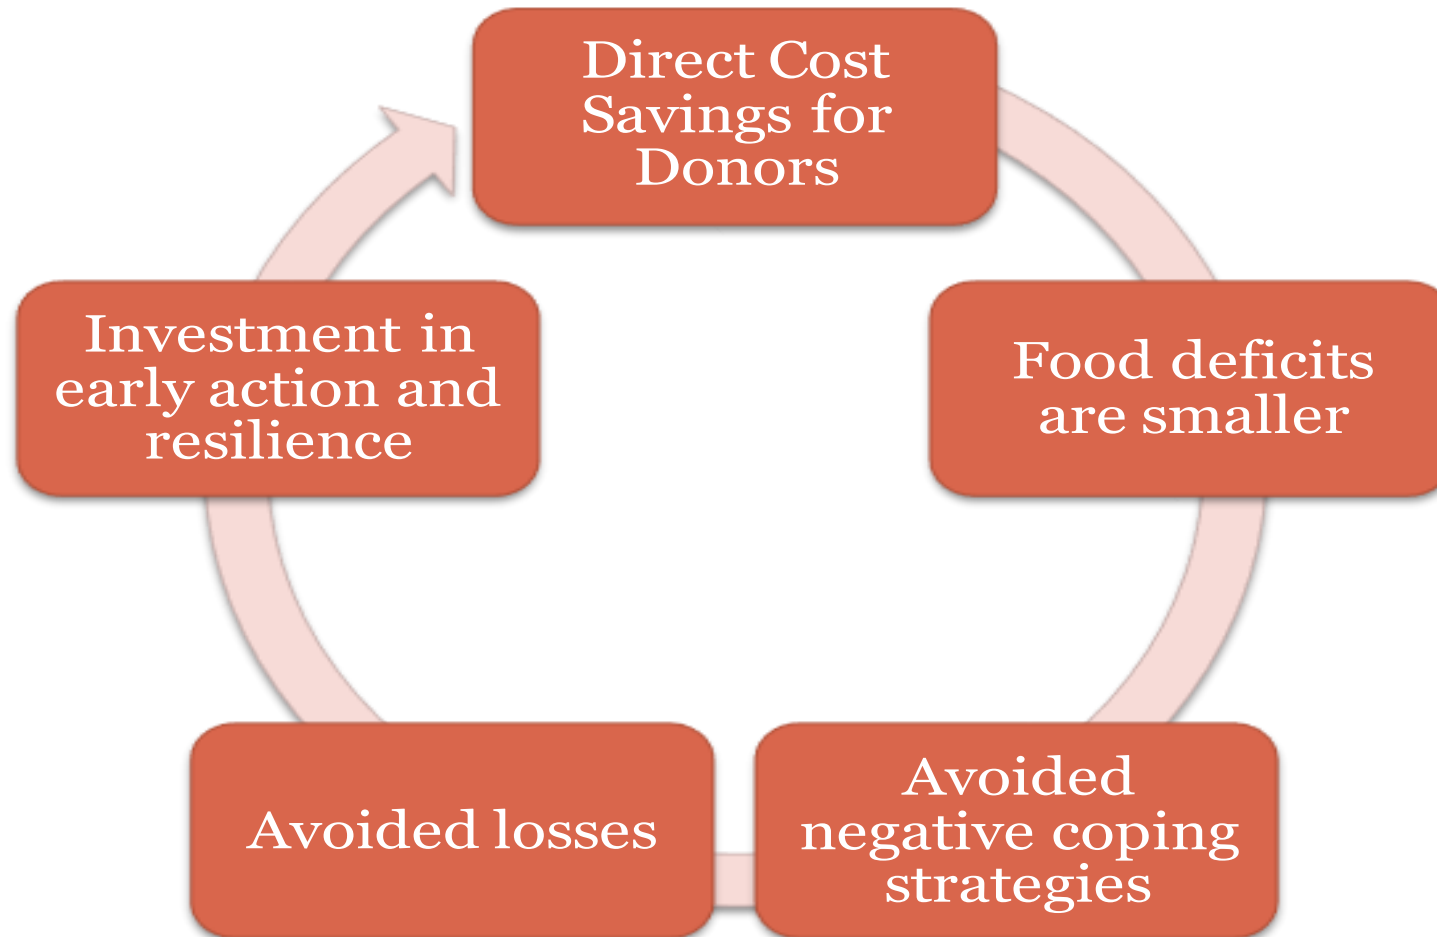 Direct Cost
Savings for
Donors
Food deficits
are smaller
Avoided
negative coping
strategies
Avoided losses
Investment in
early action and
resilience